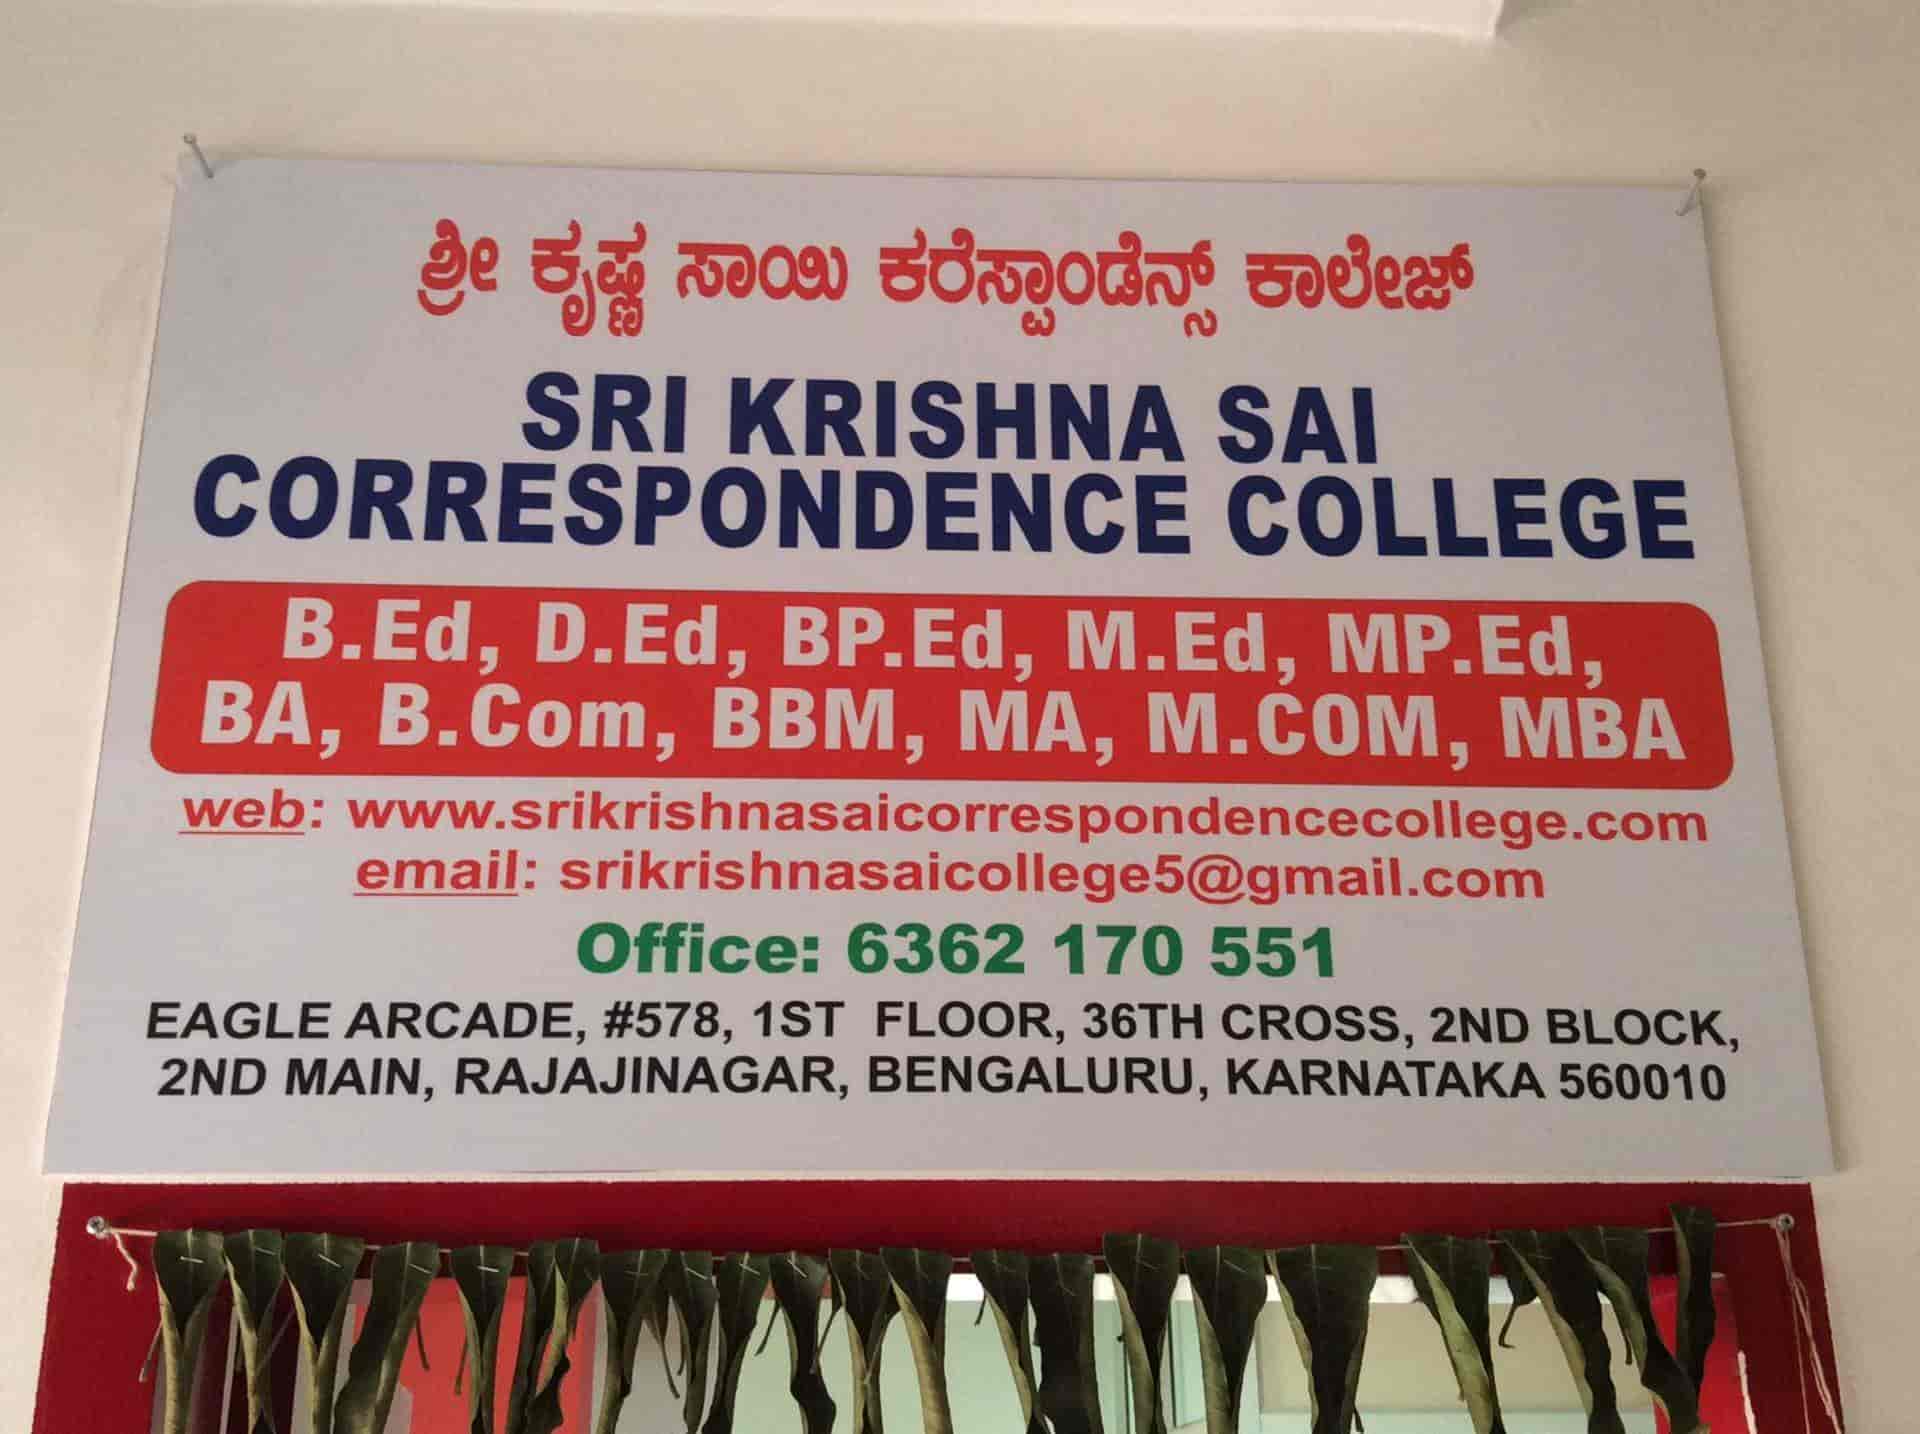 ಶ್ರೀ ಕೃಷ್ಣ ಸಾಯಿ ಕರೆಸ್ಪಾಂಡೆನ್ಸ್ ಕಾಲೇಜ್
SRI KRISHNA SAI
CORRESPONDENCE COLLEGE
B.Ed, D.Ed, BP.Ed, M.Ed, MP.Ed,
BA, B.Com, BBM, MA, M.COM, MBA
web: www.srikrishnasaicorrespondencecollege.com
email: srikrishnasaicollege5@gmail.com
Office: 6362 170 551
EAGLE ARCADE, #578, 1ST FLOOR, 36TH CROSS, 2ND BLOCK,
2ND MAIN, RAJAJINAGAR, BENGALURU, KARNATAKA 560010